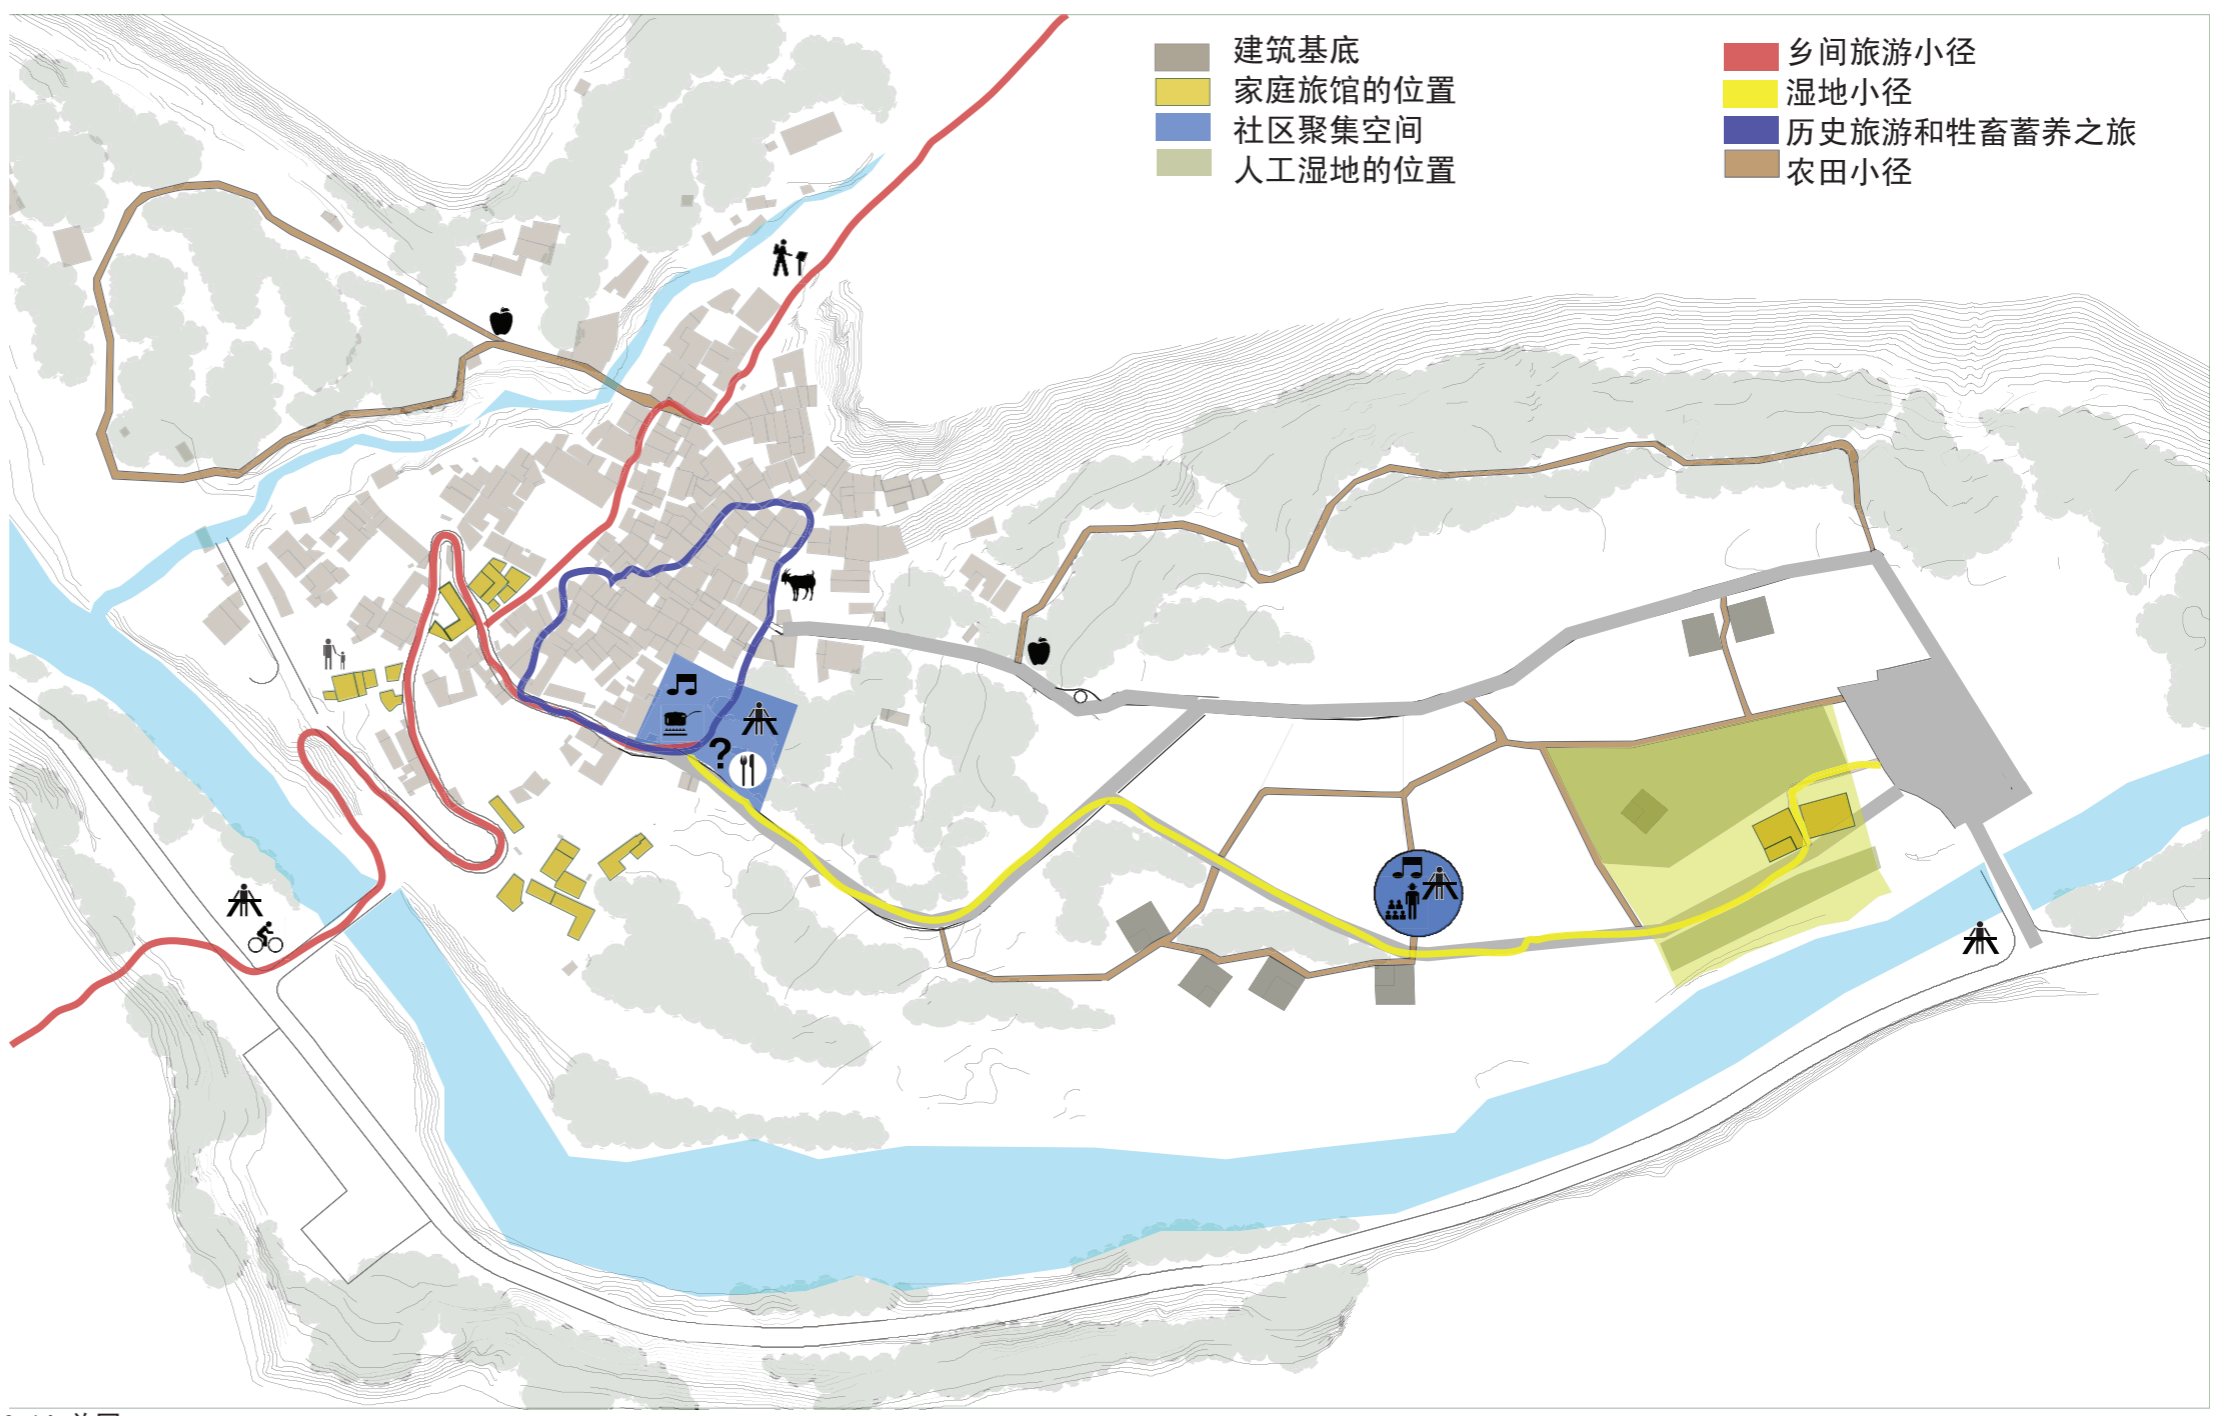 建筑基底
家庭旅馆的位置
社区聚集空间
人工湿地的位置
乡间旅游小径
湿地小径
历史旅游和牲畜蓄养之旅
农田小径
?